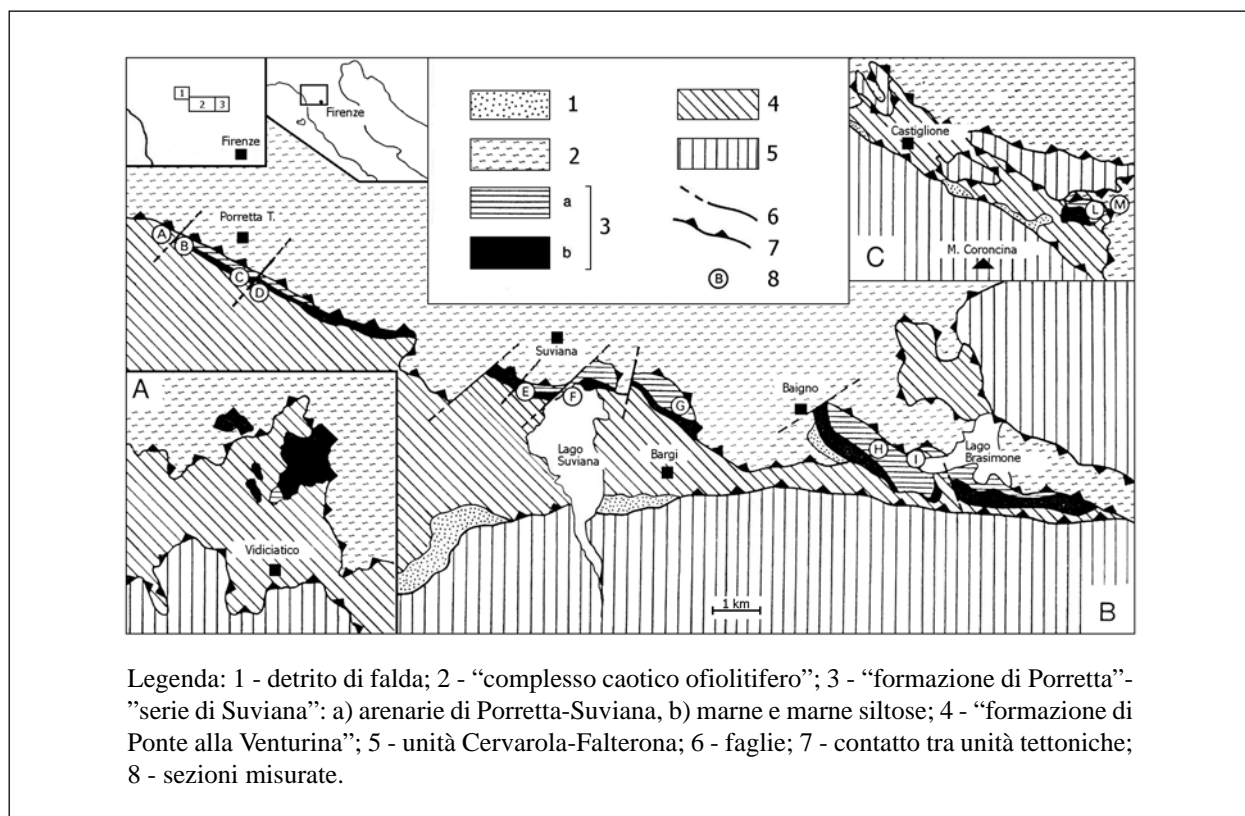 1
2
3
Firenze
Firenze
1
2
a
b
3
4
5
6
7
B
8
Castiglione
L
M
M. Coroncina
C
A
B
Porretta T.
C
D
Suviana
E
F
G
Baigno
H
I
Lago
Brasimone
Lago
Suviana
Bargi
A
Vidiciatico
1 km
B
Legenda: 1 - detrito di falda; 2 - “complesso caotico ofiolitifero”; 3 - “formazione di Porretta”-
”serie di Suviana”: a) arenarie di Porretta-Suviana, b) marne e marne siltose; 4 - “formazione di
Ponte alla Venturina”; 5 - unità Cervarola-Falterona; 6 - faglie; 7 - contatto tra unità tettoniche;
8 - sezioni misurate.